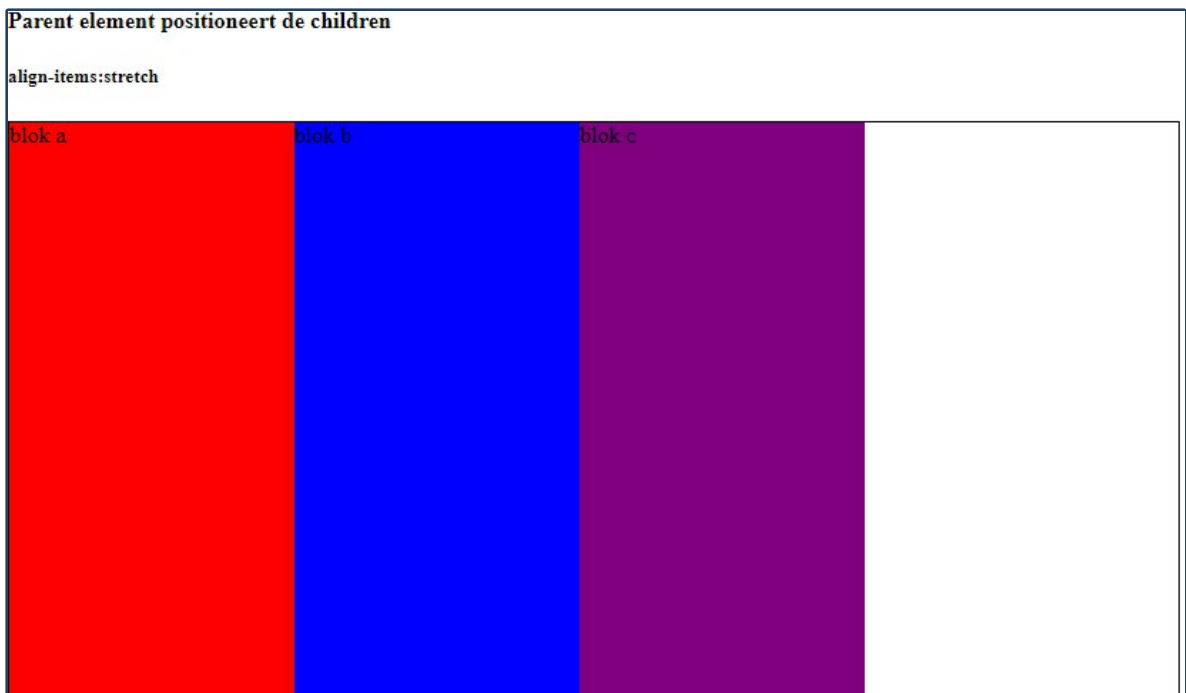 Parent element positioneert de children
align-items:stretch
blok a blok b blok c